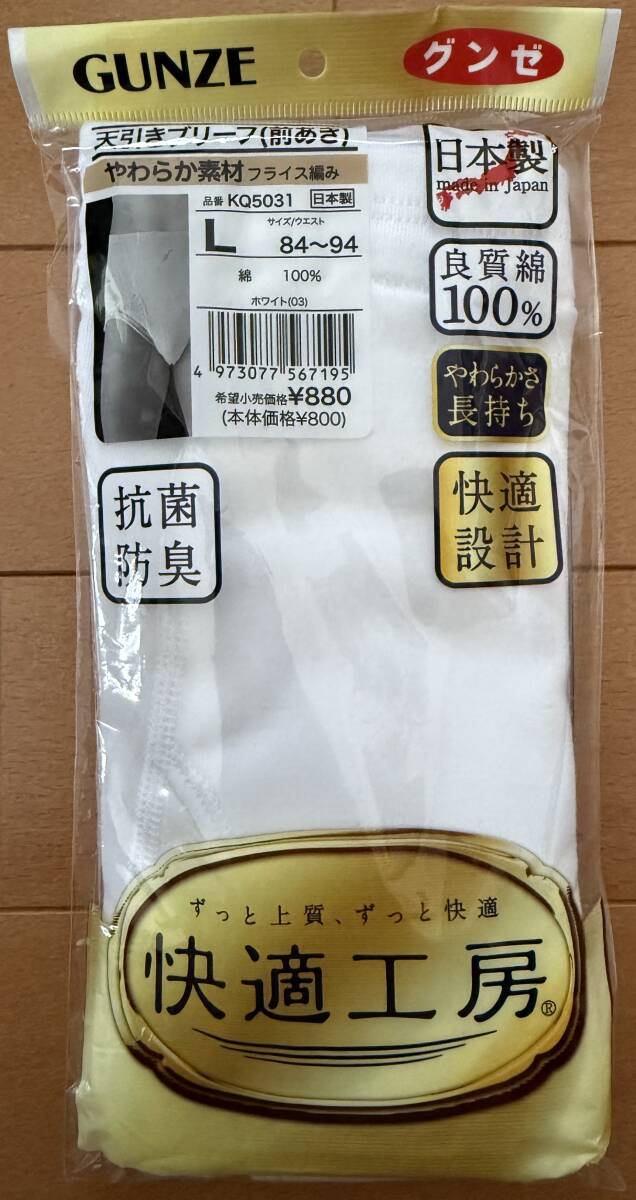 GUNZE
グンゼ
天引きブリーフ(前あき)
やわらか素材 フライス編み
品番 KQ5031 日本製
サイズ/ウエスト
L 84～94
綿 100%
ホワイト(03)
4 973077 567195
希望小売価格¥880
(本体価格¥800)
日本製
made in Japan
良質綿
100%
やわらかさ
長持ち
快適
設計
抗菌
防臭
ずっと上質、ずっと快適
快適工房®